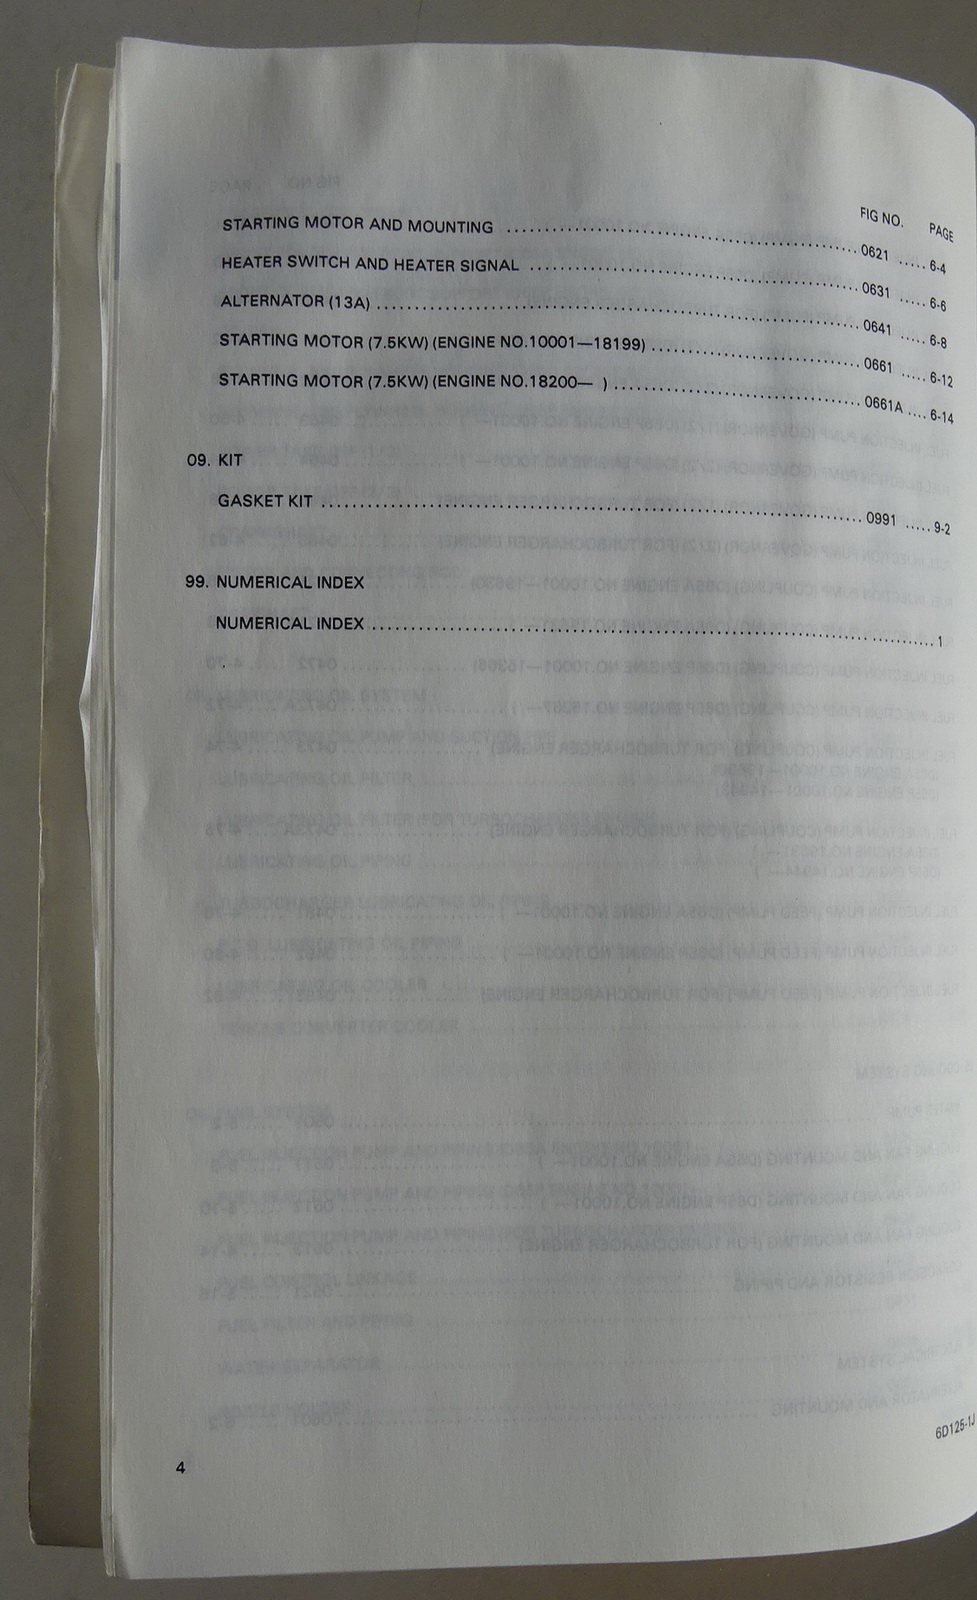 FIG NO. PAGE
STARTING MOTOR AND MOUNTING ........ 0621 ..... 6-4
HEATER SWITCH AND HEATER SIGNAL ........ 0631 ..... 6-6
ALTERNATOR (13A) ........ 0641 ..... 6-8
STARTING MOTOR (7.5KW) (ENGINE NO.10001—18199) ........ 0661 ..... 6-12
STARTING MOTOR (7.5KW) (ENGINE NO.18200— ) ........ 0661A .... 6-14
09. KIT
GASKET KIT ........ 0991 ..... 9-2
99. NUMERICAL INDEX
NUMERICAL INDEX ........ 1
6D125-1J
4